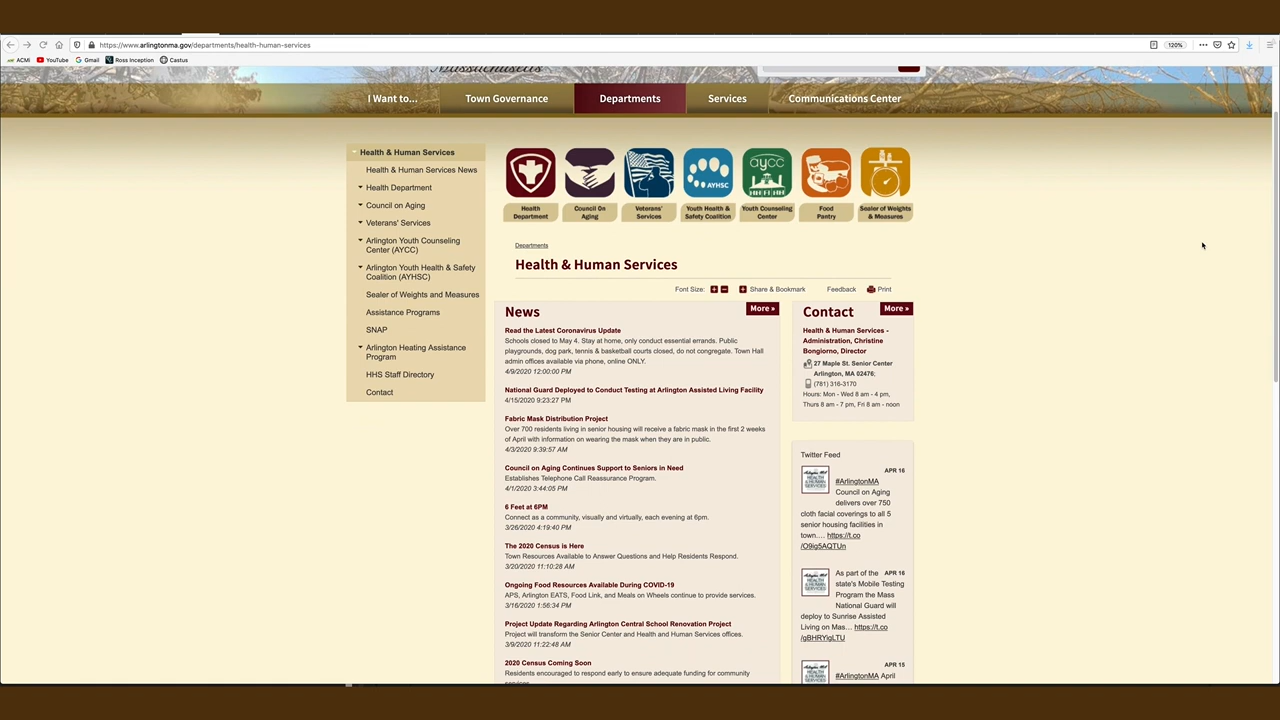 https://www.arlingtonma.gov/departments/health-human-services
120%
ACMi
YouTube
Gmail
Ross Inception
Castus
Massachusetts
I Want to...
Town Governance
Departments
Services
Communications Center
Health & Human Services
Health & Human Services News
Health Department
Council on Aging
Veterans' Services
Arlington Youth Counseling
Center (AYCC)
Arlington Youth Health & Safety
Coalition (AYHSC)
Sealer of Weights and Measures
Assistance Programs
SNAP
Arlington Heating Assistance
Program
HHS Staff Directory
Contact
AYHSC
aycc
Health
Department
Council On
Aging
Veterans'
Services
Youth Health &
Safety Coalition
Youth Counseling
Center
Food
Pantry
Sealer of Weights
& Measures
Departments
Health & Human Services
Font Size:
Share & Bookmark
Feedback
Print
News
More »
Read the Latest Coronavirus Update
Schools closed to May 4. Stay at home, only conduct essential errands. Public
playgrounds, dog park, tennis & basketball courts closed, do not congregate. Town Hall
admin offices available via phone, online ONLY.
4/9/2020 12:00:00 PM
National Guard Deployed to Conduct Testing at Arlington Assisted Living Facility
4/15/2020 9:23:27 PM
Fabric Mask Distribution Project
Over 700 residents living in senior housing will receive a fabric mask in the first 2 weeks
of April with information on wearing the mask when they are in public.
4/3/2020 9:39:57 AM
Council on Aging Continues Support to Seniors in Need
Establishes Telephone Call Reassurance Program.
4/1/2020 3:44:05 PM
6 Feet at 6PM
Connect as a community, visually and virtually, each evening at 6pm.
3/26/2020 4:19:40 PM
The 2020 Census is Here
Town Resources Available to Answer Questions and Help Residents Respond.
3/20/2020 11:10:28 AM
Ongoing Food Resources Available During COVID-19
APS, Arlington EATS, Food Link, and Meals on Wheels continue to provide services.
3/16/2020 1:56:34 PM
Project Update Regarding Arlington Central School Renovation Project
Project will transform the Senior Center and Health and Human Services offices.
3/9/2020 11:22:48 AM
2020 Census Coming Soon
Residents encouraged to respond early to ensure adequate funding for community
services.
Contact
More »
Health & Human Services -
Administration, Christine
Bongiorno, Director
27 Maple St. Senior Center
Arlington, MA 02476;
(781) 316-3170
Hours: Mon - Wed 8 am - 4 pm,
Thurs 8 am - 7 pm, Fri 8 am - noon
Twitter Feed
APR 16
#ArlingtonMA
Council on Aging
delivers over 750
cloth facial coverings to all 5
senior housing facilities in
town.... https://t.co
/O9ig5AQTUn
As part of the APR 16
state's Mobile Testing
Program the Mass
National Guard will
deploy to Sunrise Assisted
Living on Mas... https://t.co
/gBHRYigLTU
APR 15
#ArlingtonMA April